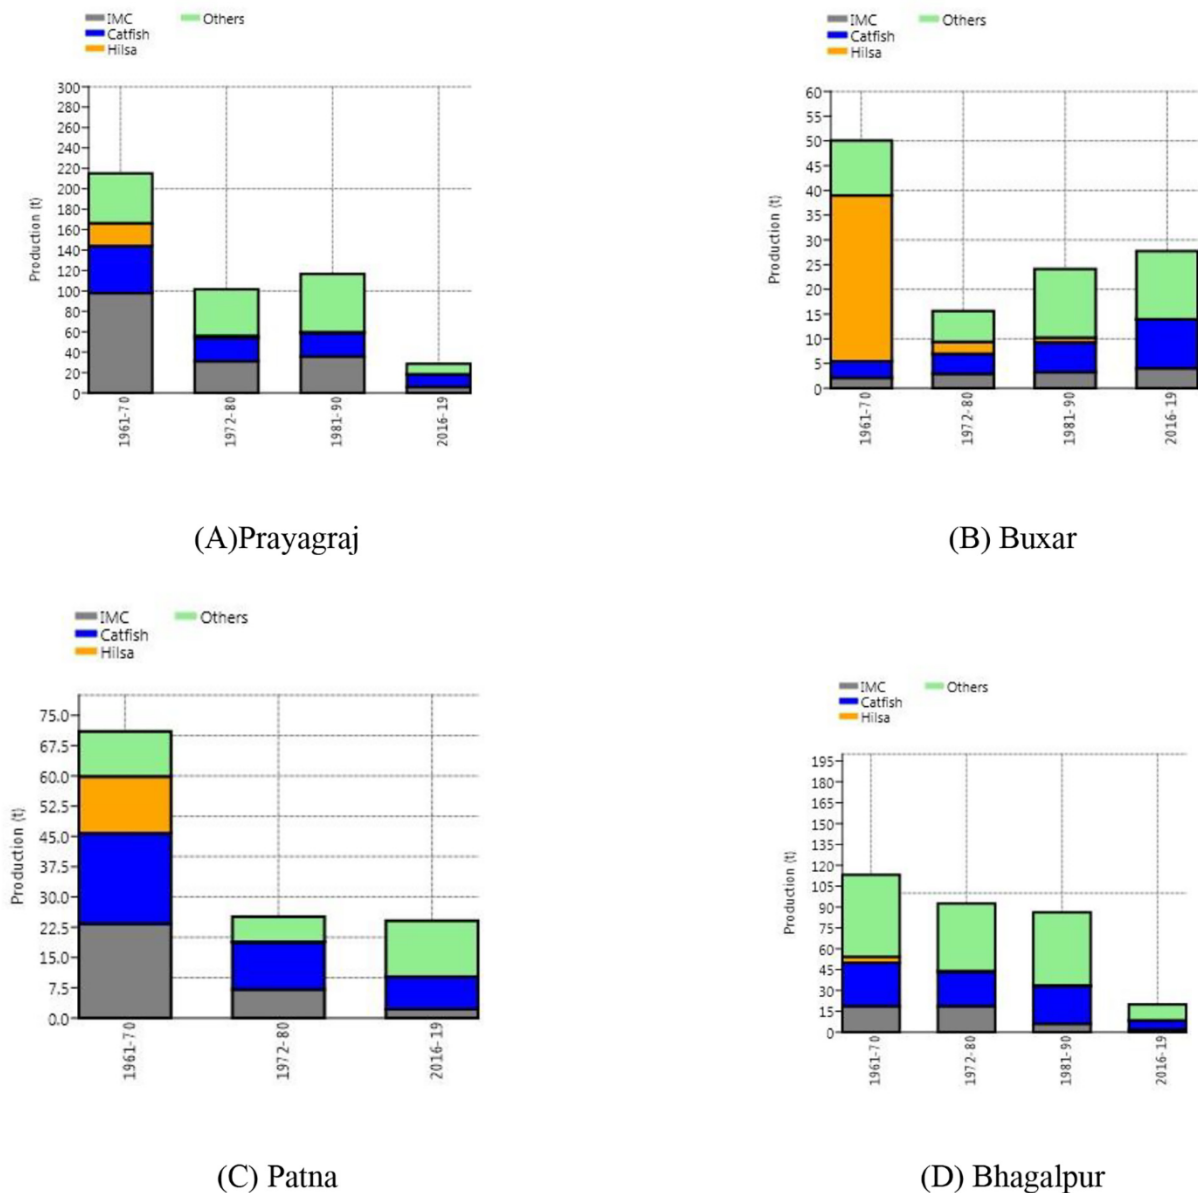 IMC
Others
Catfish
Hilsa
Production (t)
300
280
260
240
220
200
180
160
140
120
100
80
60
40
20
0
1961-70
1972-80
1981-90
2016-19
(A)Prayagraj
IMC
Others
Catfish
Hilsa
Production (t)
60
55
50
45
40
35
30
25
20
15
10
5
0
1961-70
1972-80
1981-90
2016-19
(B) Buxar
IMC
Others
Catfish
Hilsa
Production (t)
75.0
67.5
60.0
52.5
45.0
37.5
30.0
22.5
15.0
7.5
0.0
1961-70
1972-80
2016-19
(C) Patna
IMC
Others
Catfish
Hilsa
Production (t)
195
180
165
150
135
120
105
90
75
60
45
30
15
0
1961-70
1972-80
1981-90
2016-19
(D) Bhagalpur